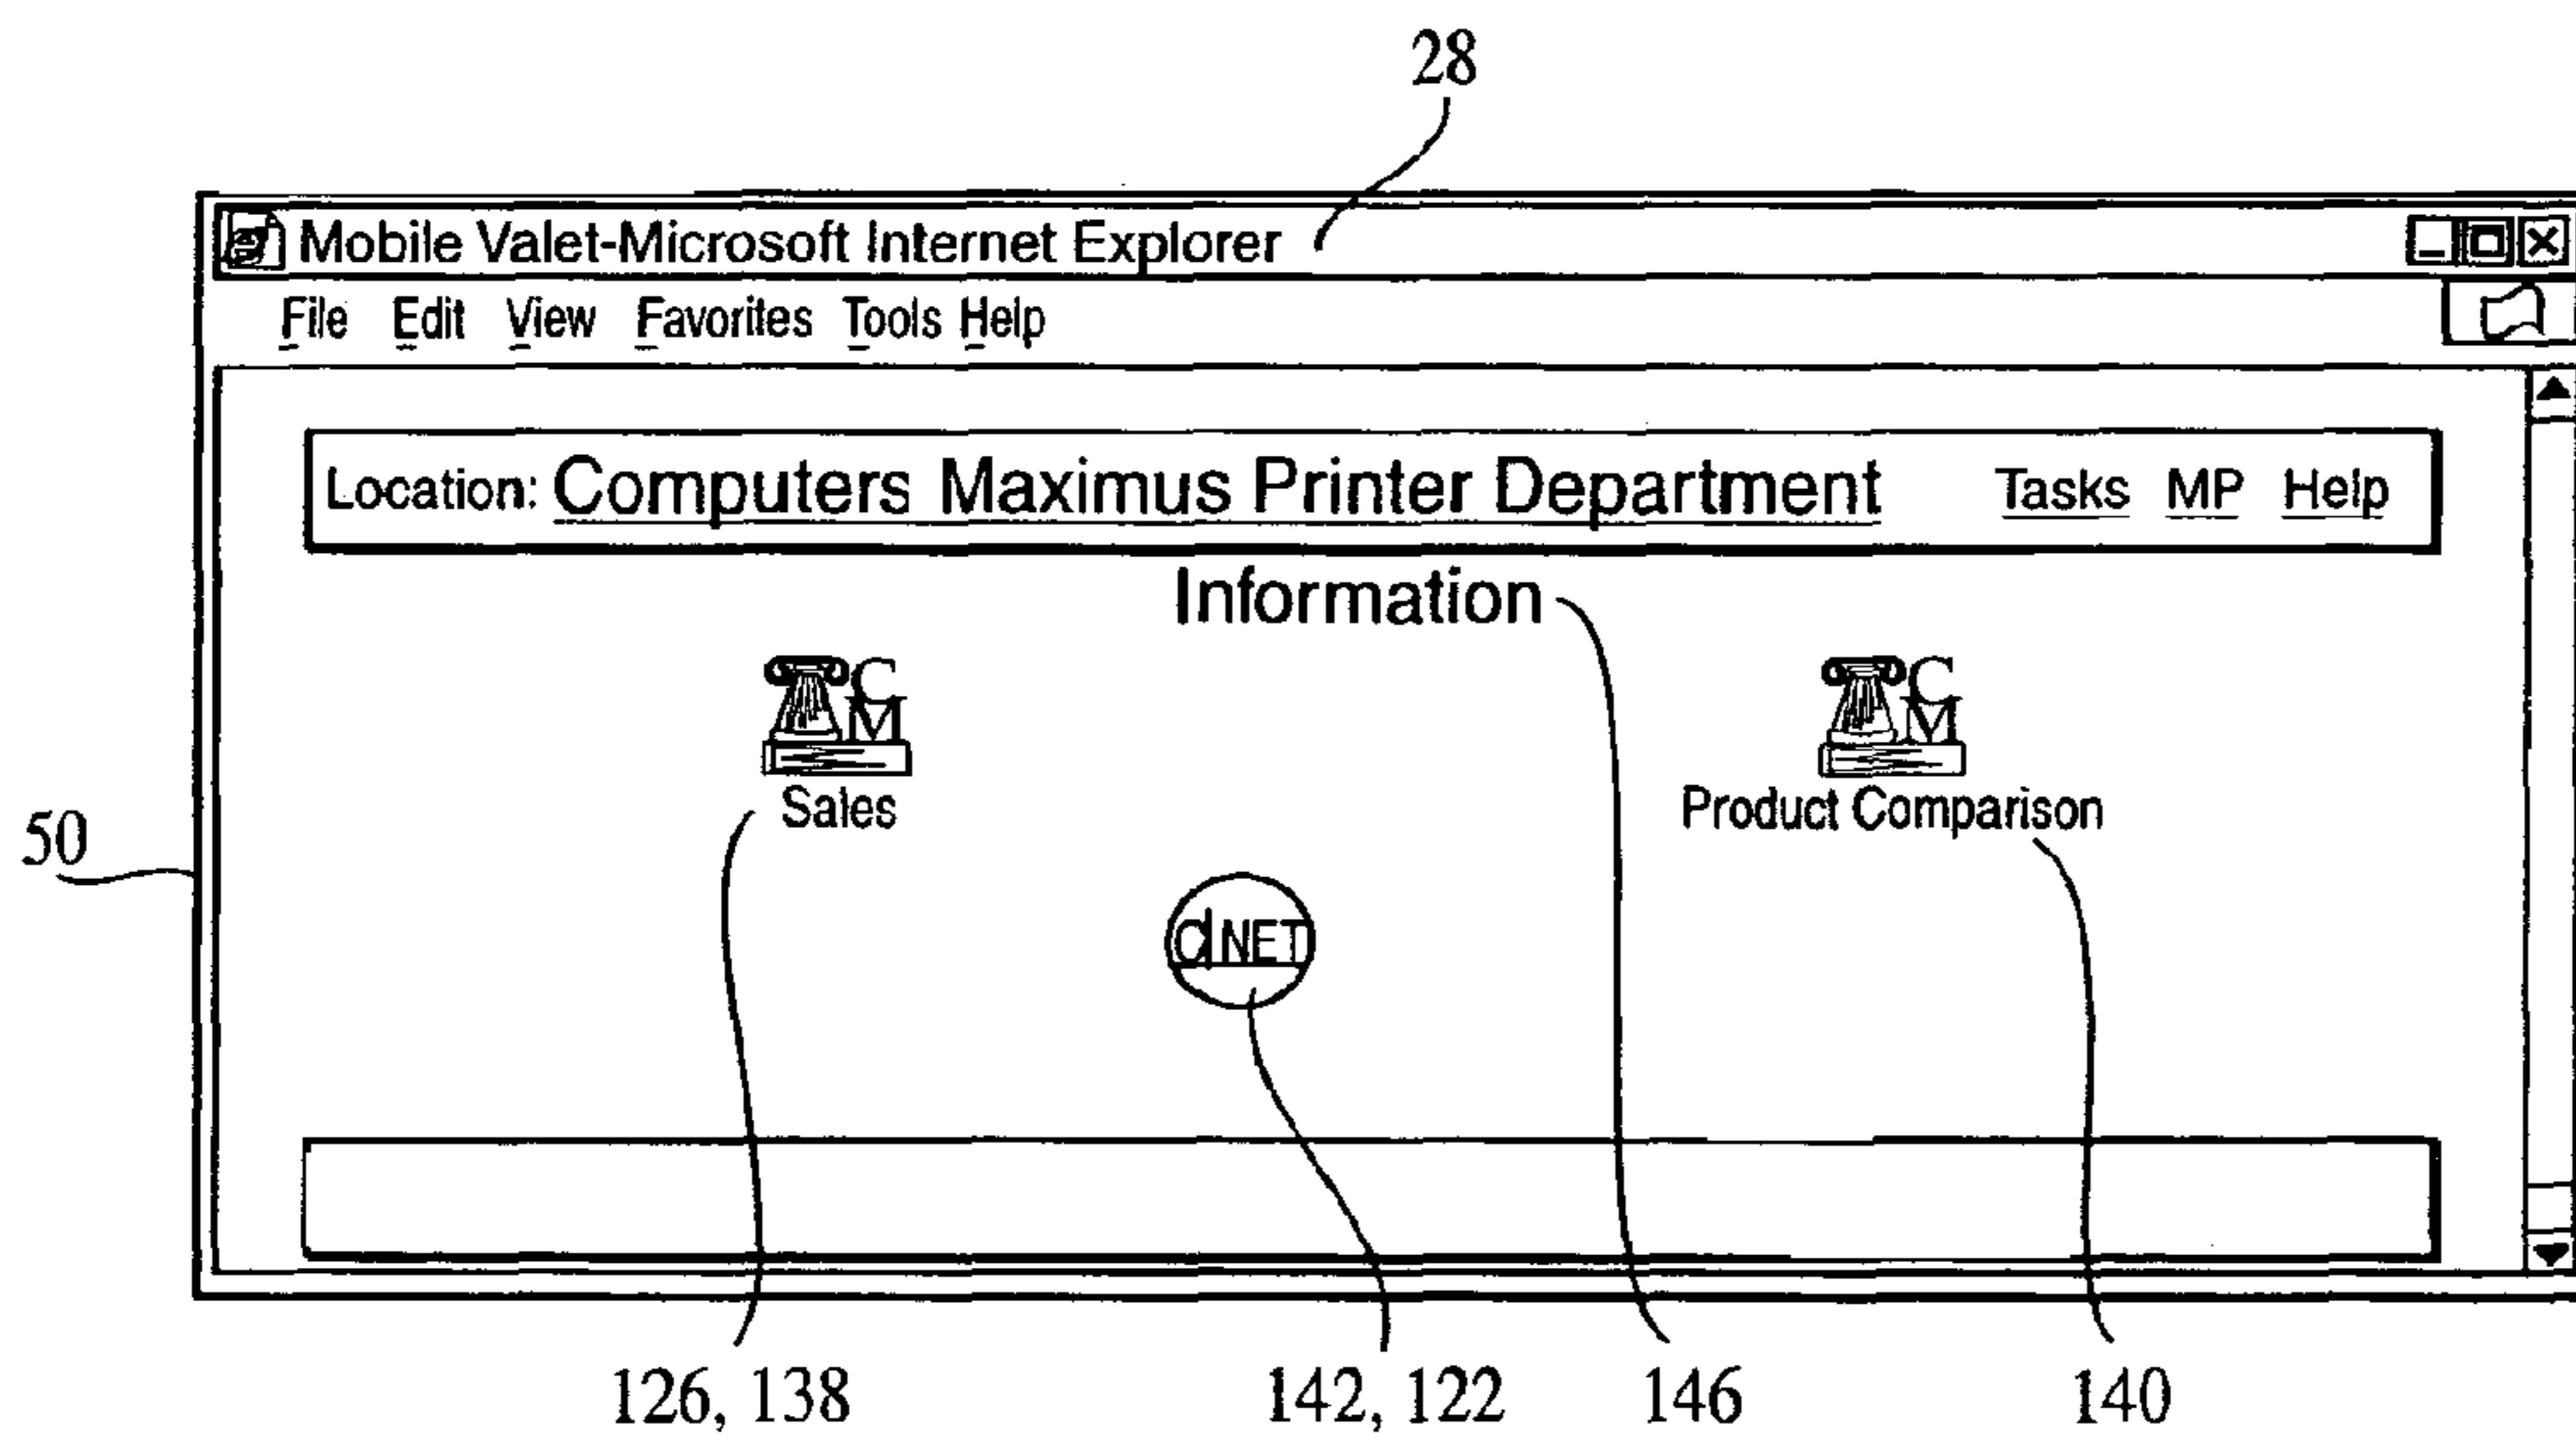 28
Mobile Valet-Microsoft Internet Explorer
File Edit View Favorites Tools Help
Location: Computers Maximus Printer Department Tasks MP Help
Information
C
M
C
M
Sales
Product Comparison
50
C|NET
126, 138
142, 122
146
140